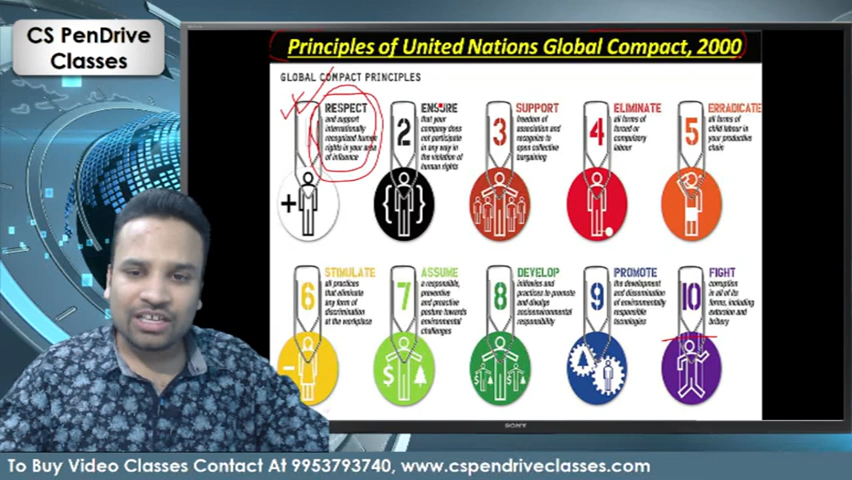 CS PenDrive
Classes
Principles of United Nations Global Compact, 2000
GLOBAL COMPACT PRINCIPLES
1
RESPECT
and support
internationally
recognized human
rights in your area
of influence
2
ENSURE
that your
company does
not participate
in any way in
the violation of
human rights
3
SUPPORT
freedom of
association and
recognize to
open collective
bargaining
4
ELIMINATE
all forms of
forced or
compulsory
labour
5
ERRADICATE
all forms of
child labour in
your productive
chain
6
STIMULATE
all practices
that eliminate
any form of
discrimination
at the workplace
7
ASSUME
a responsible,
preventive
and proactive
posture towards
environmental
challenges
8
DEVELOP
initiatives and
practices to promote
and divulge
socioenvironmental
responsibility
9
PROMOTE
the development
and dissemination
of environmentally
responsible
technologies
10
FIGHT
corruption
in all of its
forms, including
extorsion and
bribery
$
$
$
SONY
To Buy Video Classes Contact At 9953793740, www.cspendriveclasses.com